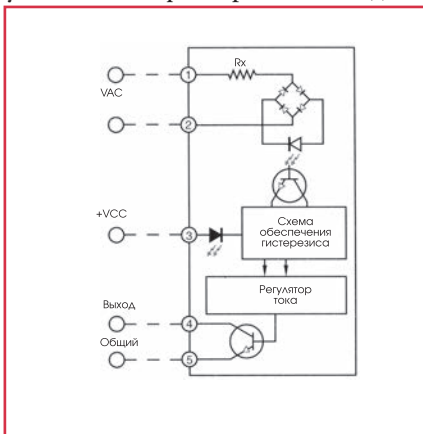 Rx
1
VAC
2
+VCC
3
Схема
обеспечения
гистерезиса
Регулятор
тока
Выход
4
Общий
5